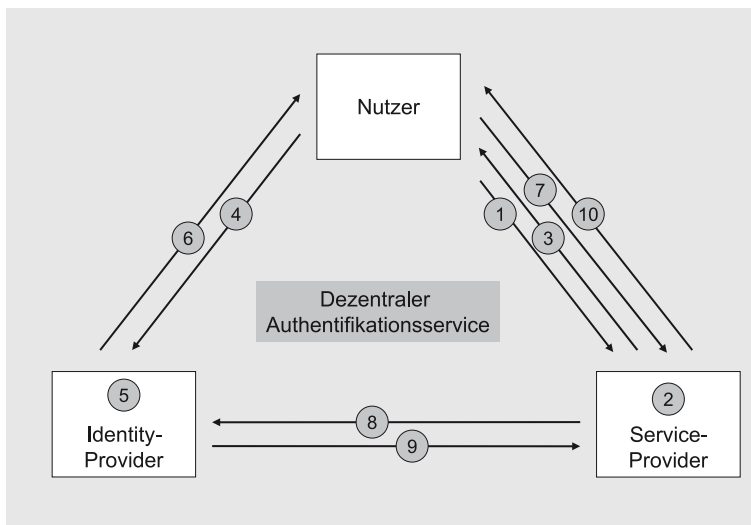 Nutzer
7
6
4
1
3
10
Dezentraler
Authentifikationsservice
5
2
Identity-
Provider
8
9
Service-
Provider